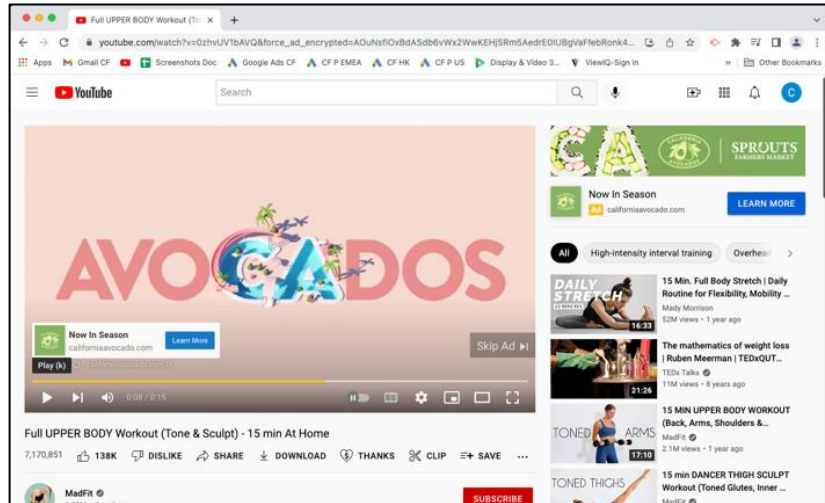 Full UPPER BODY Workout (To
youtube.com/watch?v=0zhvUV1bAVQ&force_ad_encrypted=AOuNsfiOxBdASdb6vWx2WwKEHjSRm5AedrE0IUBgVaFfebRonk4...
Apps Gmail CF Screenshots Doc Google Ads CF CF P EMEA CF HK CF P US Display & Video 3... ViewIQ-Sign In » Other Bookmarks
YouTube
Search
C
AVOCADOS
Now In Season
californiaavocado.com
Learn More
Skip Ad
Play (k)
0:08 / 0:15
Full UPPER BODY Workout (Tone & Sculpt) - 15 min At Home
7,170,851 138K DISLIKE SHARE DOWNLOAD THANKS CLIP SAVE ...
MadFit
SUBSCRIBE
CA
CALIFORNIA AVOCADOS
SPROUTS
FARMERS MARKET
Now In Season
Ad californiaavocado.com
LEARN MORE
All High-intensity interval training Overhead
DAILY
STRETCH
15 MINUTES
16:33
15 Min. Full Body Stretch | Daily
Routine for Flexibility, Mobility ...
Mady Morrison
52M views • 1 year ago
21:26
The mathematics of weight loss
| Ruben Meerman | TEDxQUT...
TEDx Talks
11M views • 8 years ago
TONED ARMS
17:10
15 MIN UPPER BODY WORKOUT
(Back, Arms, Shoulders &...
MadFit
2.1M views • 1 year ago
TONED THIGHS
15 min DANCER THIGH SCULPT
Workout (Toned Glutes, Inner ...
MadFit